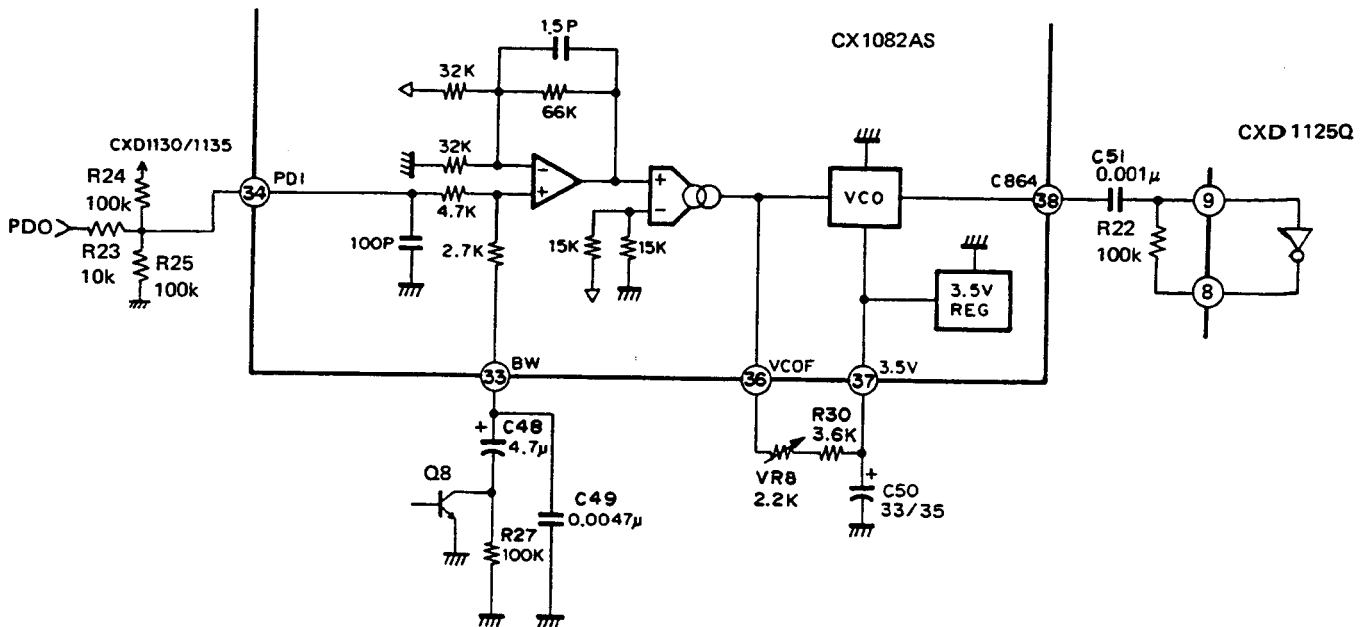 1.5P
CX1082AS
32K
66K
CXD1130/1135
CXD 1125Q
R24
100k
32K
C51
0.001μ
34
PDI
C864
38
9
VCO
4.7K
PDO
R23
10k
R25
100k
100P
2.7K
15K
15K
R22
100k
3.5V
REG
8
33
BW
36
VCOF
37
3.5V
+
C48
4.7μ
R30
3.6K
Q8
VR8
2.2K
+
C50
33/35
C49
0.0047μ
R27
100K
-
+
+
-